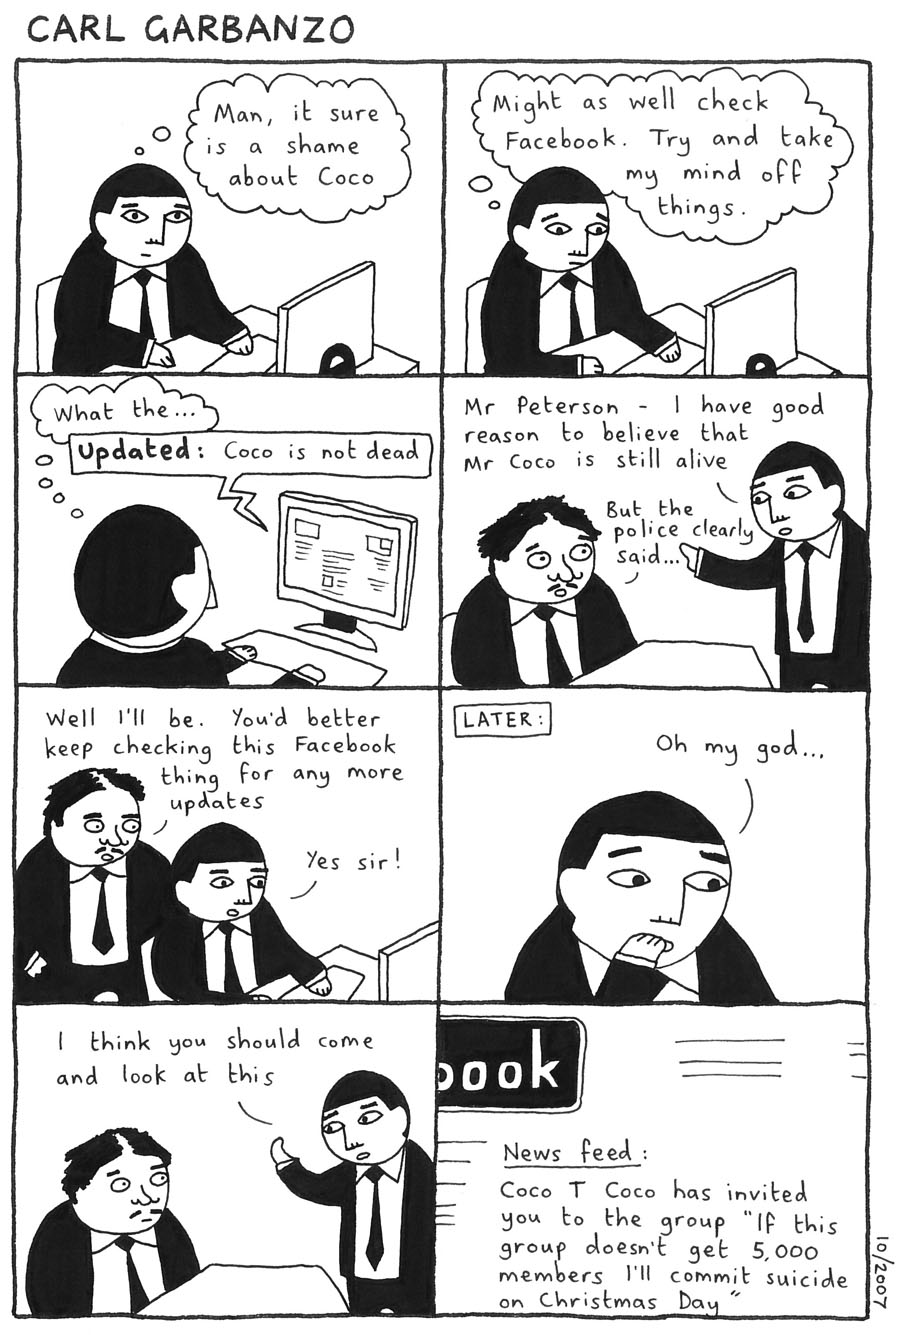 CARL GARBANZO
Man, it sure
is a shame
about Coco
Might as well check
Facebook. Try and take
my mind off
things.
What the...
Updated: Coco is not dead
Mr Peterson - I have good
reason to believe that
Mr Coco is still alive
But the
police clearly
said...
Well I'll be. You'd better
keep checking this Facebook
thing for any more
updates
Yes sir!
LATER:
Oh my god...
I think you should come
and look at this
book
News feed:
Coco T Coco has invited
you to the group "If this
group doesn't get 5,000
members I'll commit suicide
on Christmas Day"
10/2007